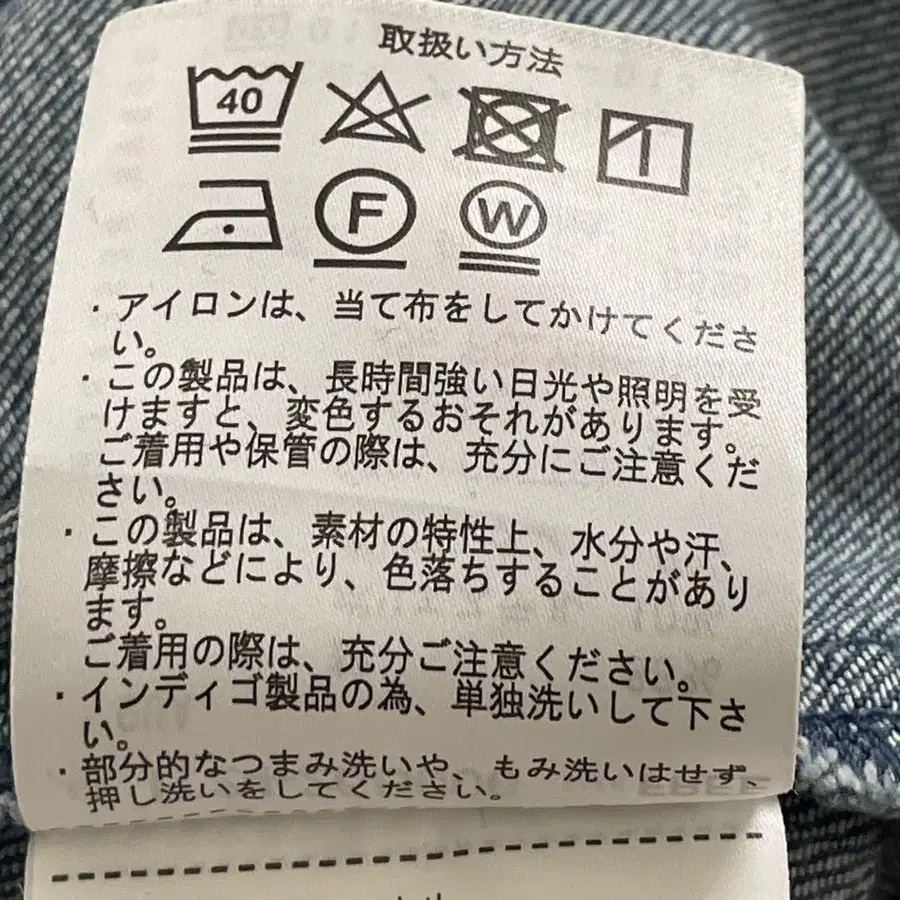 取扱い方法
40
F
W
・アイロンは、当て布をしてかけてくださ
い。
・この製品は、長時間強い日光や照明を受
けますと、変色するおそれがあります。
ご着用や保管の際は、充分にご注意くだ
さい。
・この製品は、素材の特性上、水分や汗、
摩擦などにより、色落ちすることがあり
ます。
ご着用の際は、充分ご注意ください。
・インディゴ製品の為、単独洗いして下さ
い。
・部分的なつまみ洗いや、もみ洗いはせず、
押し洗いをしてください。